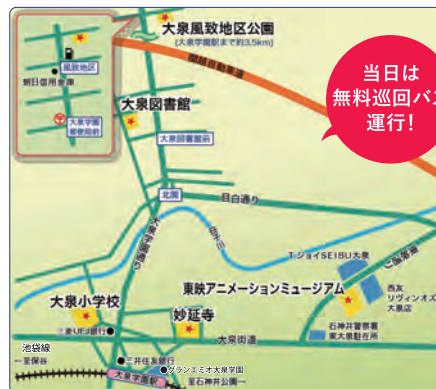 大泉風致地区公園
(大泉学園駅まで約3.5km)
風致地区
朝日信用金庫
大泉学園
郵便局前
関越自動車道
当日は
無料巡回バス
運行!
大泉図書館
大泉図書館前
北園
目白通り
大泉学園通り
白子川
T・ジョイSEIBU大泉
東映アニメーションミュージアム
西友
リヴィンオズ
大泉店
石神井警察署
東大泉駐在所
大泉小学校
妙延寺
三菱UFJ銀行
大泉街道
池袋線
←至保谷
三井住友銀行
グランエミオ大泉学園
大泉学園駅
至石神井公園→